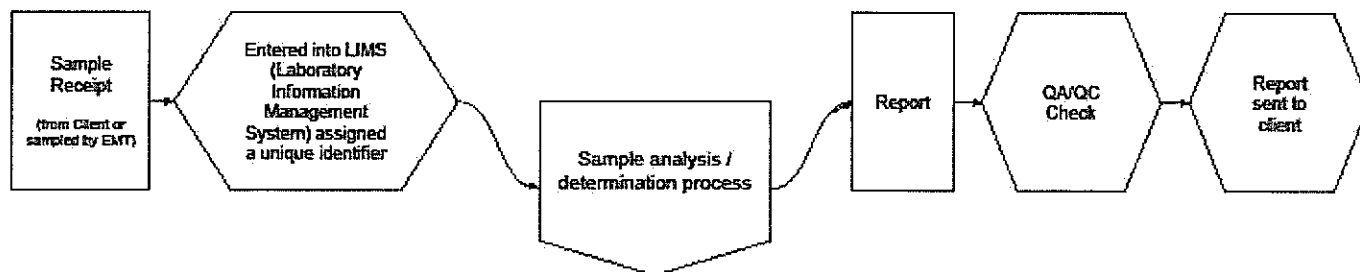 Sample
Receipt
(from Client or
sampled by EMT)
Entered into LIMS
(Laboratory
Information
Management
System) assigned
a unique identifier
Sample analysis /
determination process
Report
QA/QC
Check
Report
sent to
client